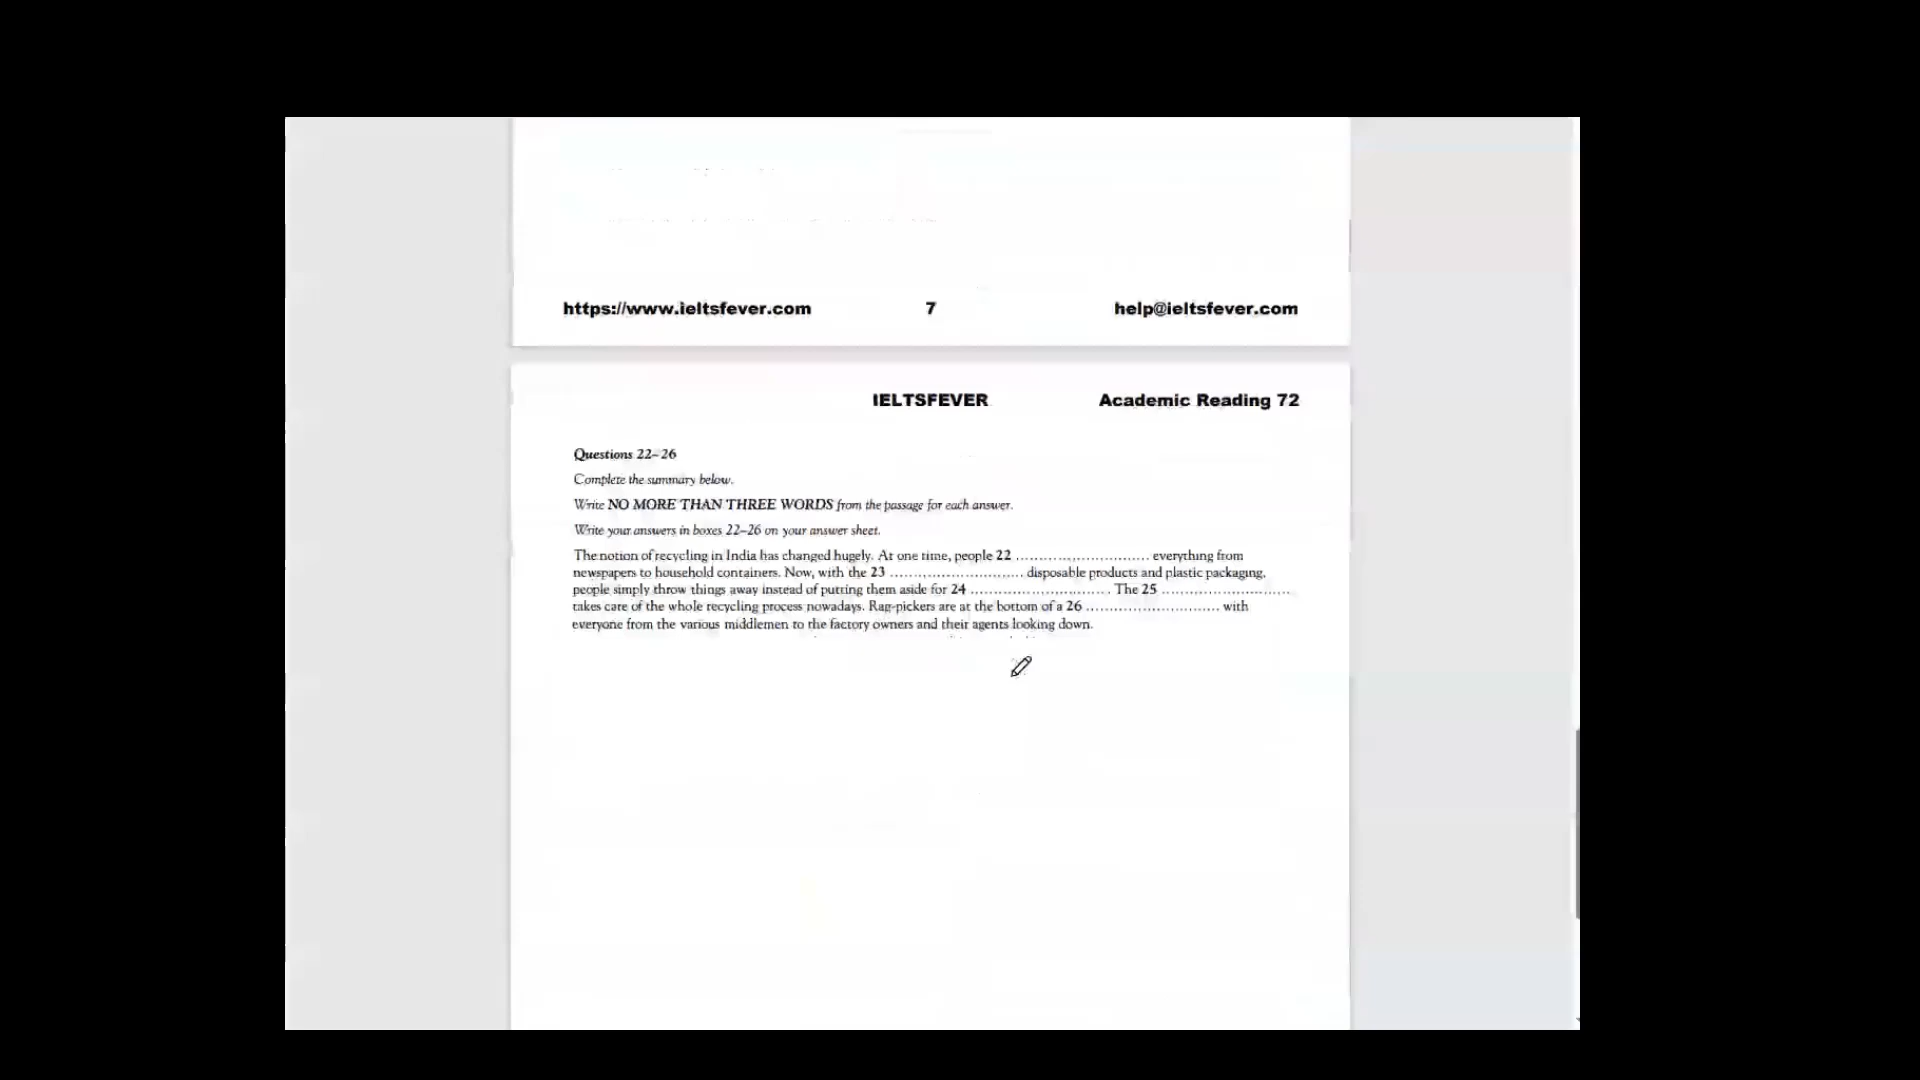 https://www.ieltsfever.com 7 help@ieltsfever.com
IELTSFEVER Academic Reading 72
Questions 22–26
Complete the summary below.
Write NO MORE THAN THREE WORDS from the passage for each answer.
Write your answers in boxes 22–26 on your answer sheet.
The notion of recycling in India has changed hugely. At one time, people 22 .............................. everything from
newspapers to household containers. Now, with the 23 .............................. disposable products and plastic packaging,
people simply throw things away instead of putting them aside for 24 .............................. . The 25 ..............................
takes care of the whole recycling process nowadays. Rag-pickers are at the bottom of a 26 .............................. with
everyone from the various middlemen to the factory owners and their agents looking down.